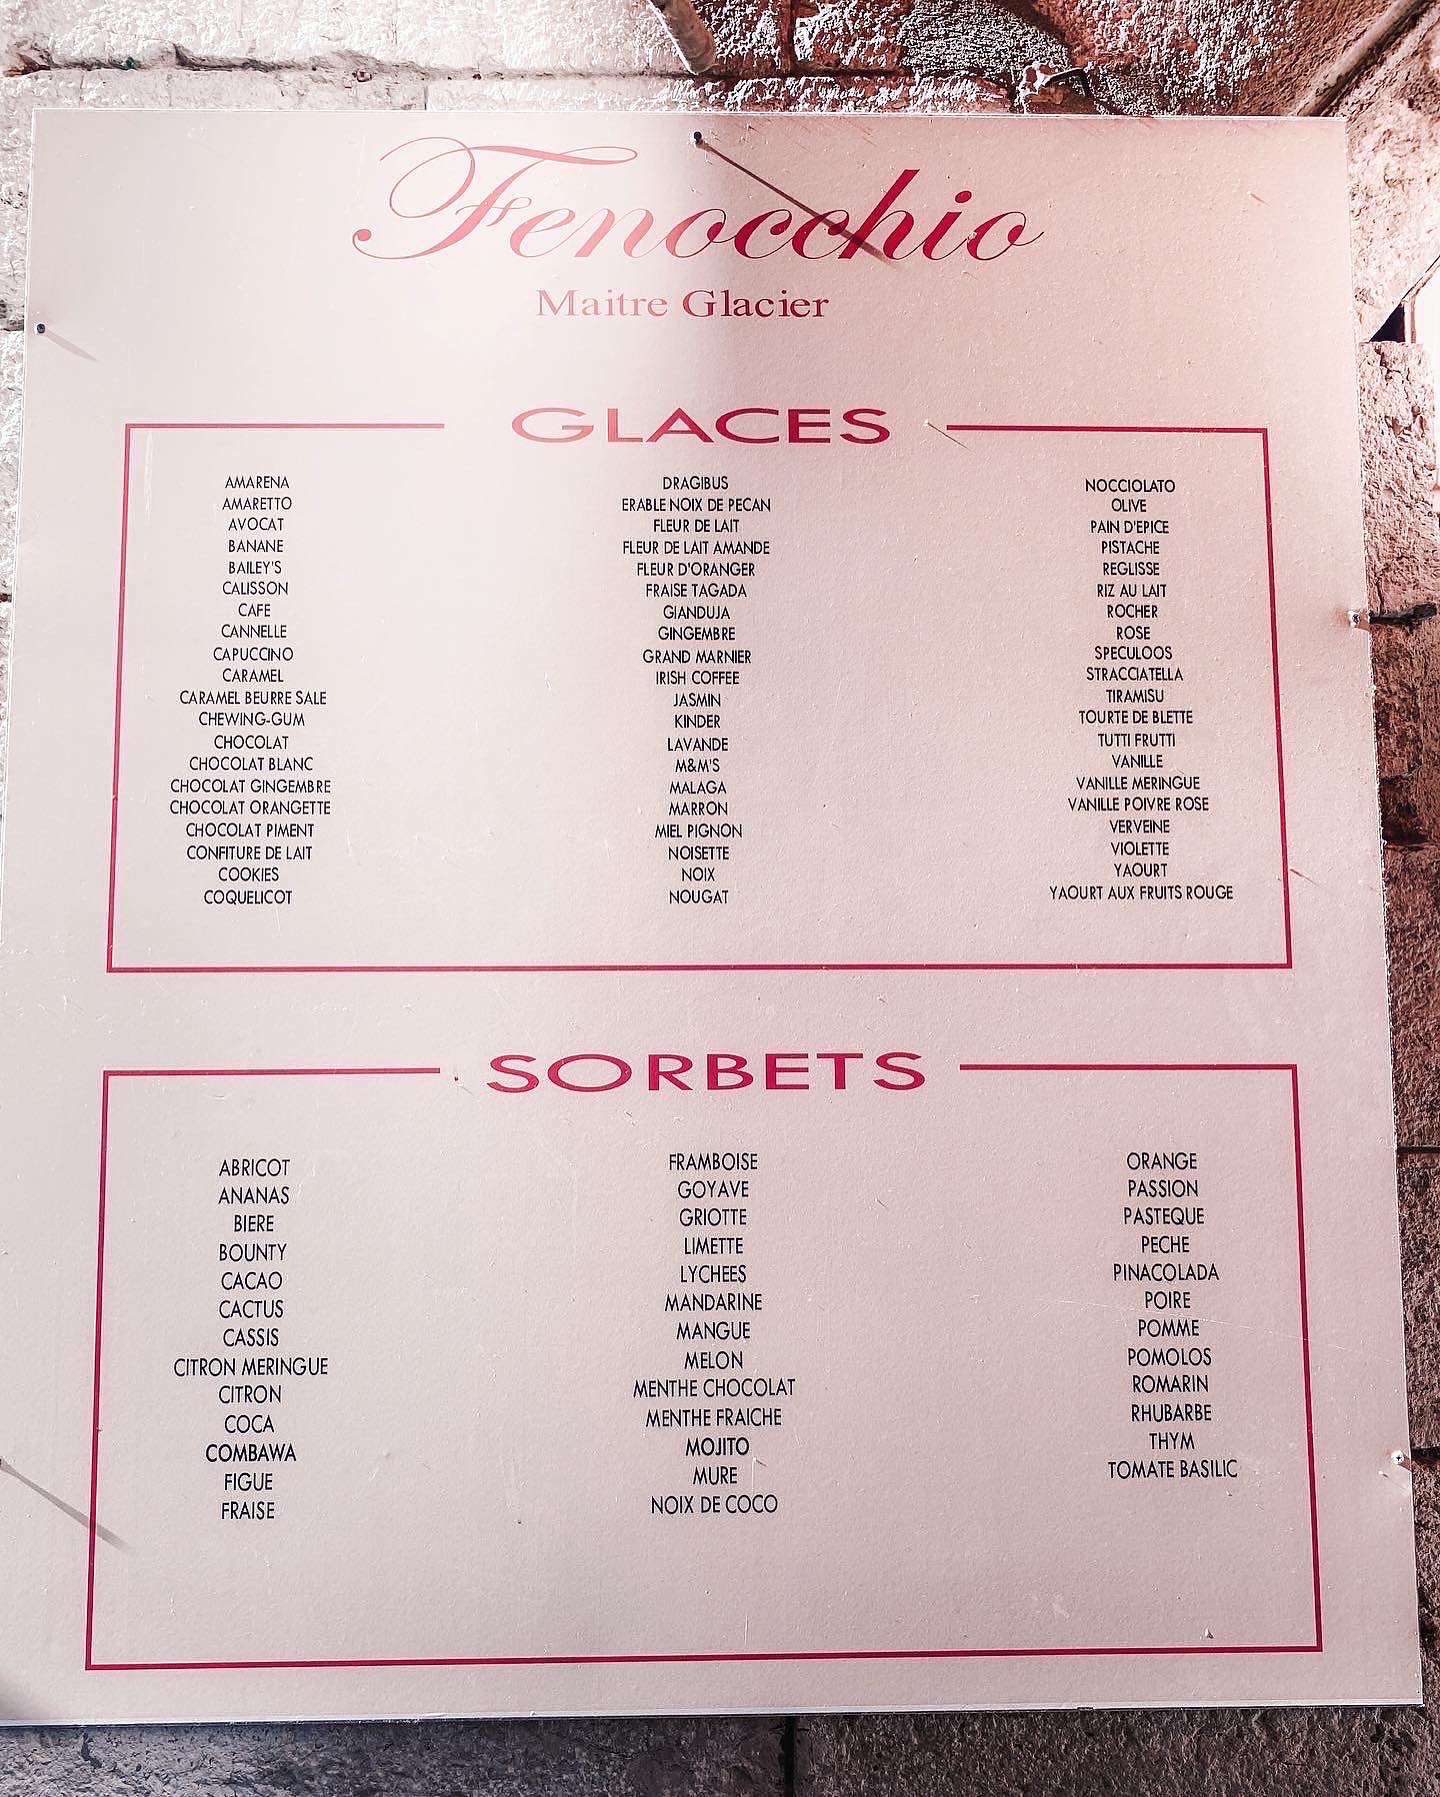 Fenocchio
Maitre Glacier
GLACES
AMARENA
AMARETTO
AVOCAT
BANANE
BAILEY'S
CALISSON
CAFE
CANNELLE
CAPUCCINO
CARAMEL
CARAMEL BEURRE SALE
CHEWING-GUM
CHOCOLAT
CHOCOLAT BLANC
CHOCOLAT GINGEMBRE
CHOCOLAT ORANGETTE
CHOCOLAT PIMENT
CONFITURE DE LAIT
COOKIES
COQUELICOT
DRAGIBUS
ERABLE NOIX DE PECAN
FLEUR DE LAIT
FLEUR DE LAIT AMANDE
FLEUR D'ORANGER
FRAISE TAGADA
GIANDUJA
GINGEMBRE
GRAND MARNIER
IRISH COFFEE
JASMIN
KINDER
LAVANDE
M&M'S
MALAGA
MARRON
MIEL PIGNON
NOISETTE
NOIX
NOUGAT
NOCCIOLATO
OLIVE
PAIN D'EPICE
PISTACHE
REGLISSE
RIZ AU LAIT
ROCHER
ROSE
SPECULOOS
STRACCIATELLA
TIRAMISU
TOURTE DE BLETTE
TUTTI FRUTTI
VANILLE
VANILLE MERINGUE
VANILLE POIVRE ROSE
VERVEINE
VIOLETTE
YAOURT
YAOURT AUX FRUITS ROUGE
SORBETS
ABRICOT
ANANAS
BIERE
BOUNTY
CACAO
CACTUS
CASSIS
CITRON MERINGUE
CITRON
COCA
COMBAWA
FIGUE
FRAISE
FRAMBOISE
GOYAVE
GRIOTTE
LIMETTE
LYCHEES
MANDARINE
MANGUE
MELON
MENTHE CHOCOLAT
MENTHE FRAICHE
MOJITO
MURE
NOIX DE COCO
ORANGE
PASSION
PASTEQUE
PECHE
PINACOLADA
POIRE
POMME
POMOLOS
ROMARIN
RHUBARBE
THYM
TOMATE BASILIC